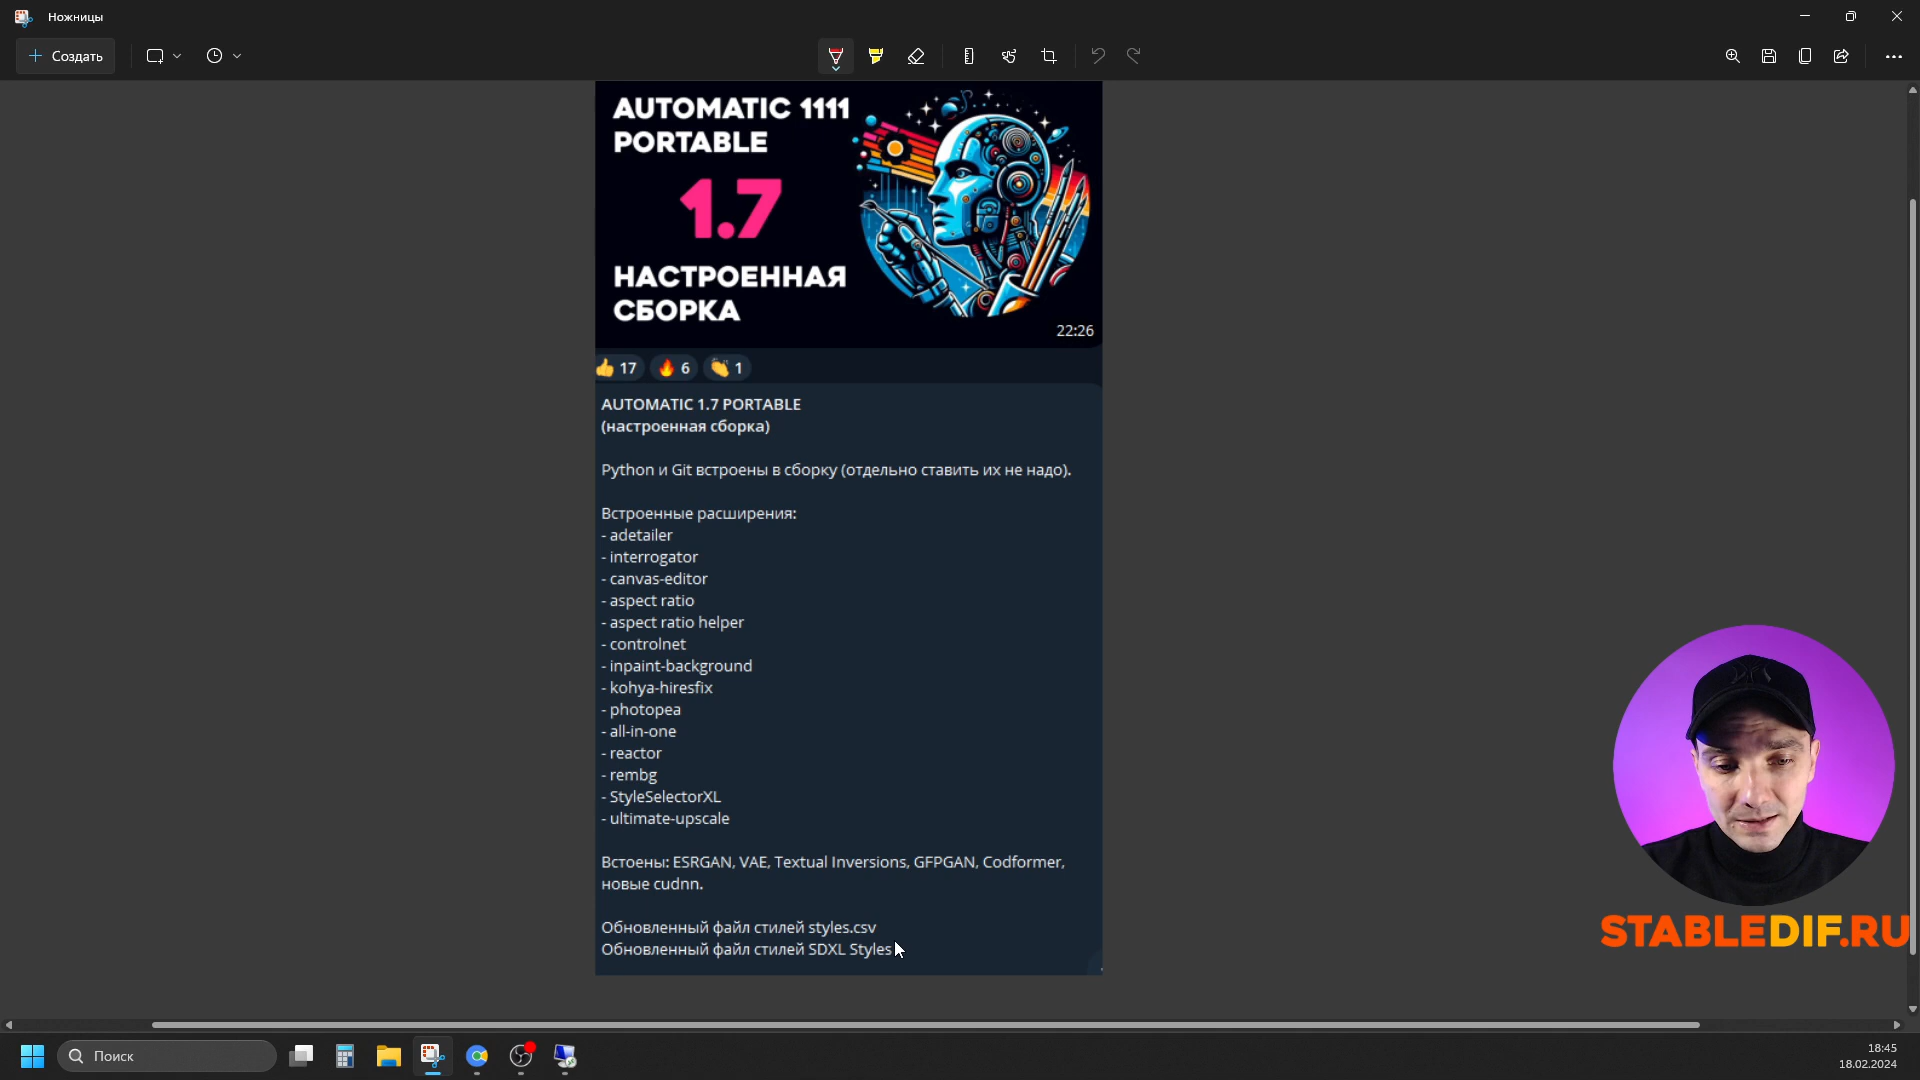 Ножницы
Создать
AUTOMATIC 1111
PORTABLE
1.7
НАСТРОЕННАЯ
СБОРКА
22:26
17 6 1
AUTOMATIC 1.7 PORTABLE
(настроенная сборка)
Python и Git встроены в сборку (отдельно ставить их не надо).
Встроенные расширения:
- adetailer
- interrogator
- canvas-editor
- aspect ratio
- aspect ratio helper
- controlnet
- inpaint-background
- kohya-hiresfix
- photopea
- all-in-one
- reactor
- rembg
- StyleSelectorXL
- ultimate-upscale
Встоены: ESRGAN, VAE, Textual Inversions, GFPGAN, Codformer,
новые cudnn.
Обновленный файл стилей styles.csv
Обновленный файл стилей SDXL Styles
STABLEDIF.RU
Поиск
18:45
18.02.2024